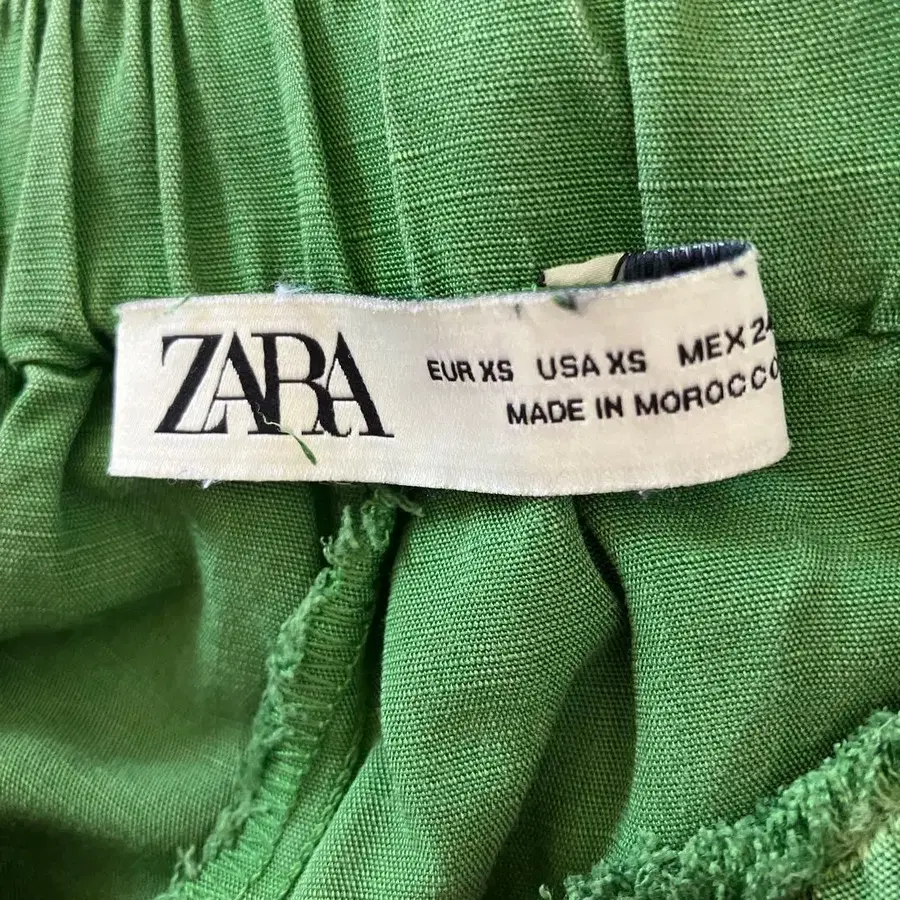 ZARA
EUR XS USA XS MEX 24
MADE IN MOROCCO